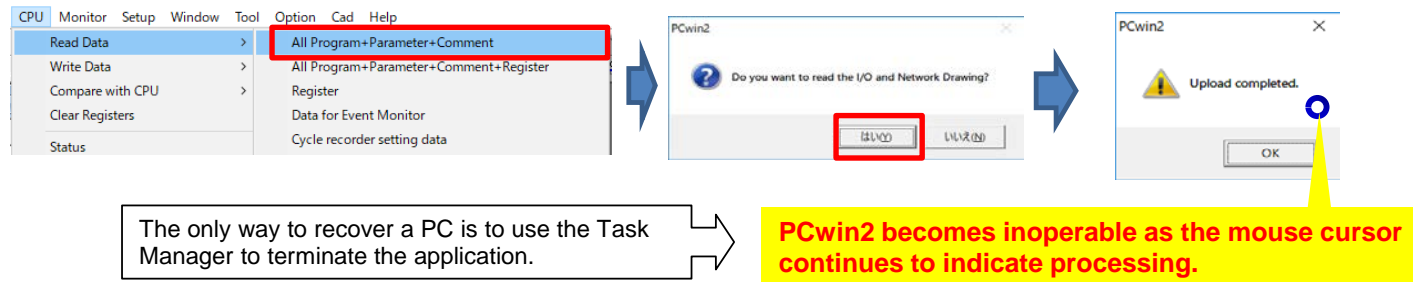 CPU Monitor Setup Window Tool Option Cad Help
Read Data >
Write Data >
Compare with CPU >
Clear Registers
Status
All Program+Parameter+Comment
All Program+Parameter+Comment+Register
Register
Data for Event Monitor
Cycle recorder setting data
PCwin2
Do you want to read the I/O and Network Drawing?
はい(Y) いいえ(N)
PCwin2
Upload completed.
OK
The only way to recover a PC is to use the Task
Manager to terminate the application.
PCwin2 becomes inoperable as the mouse cursor
continues to indicate processing.